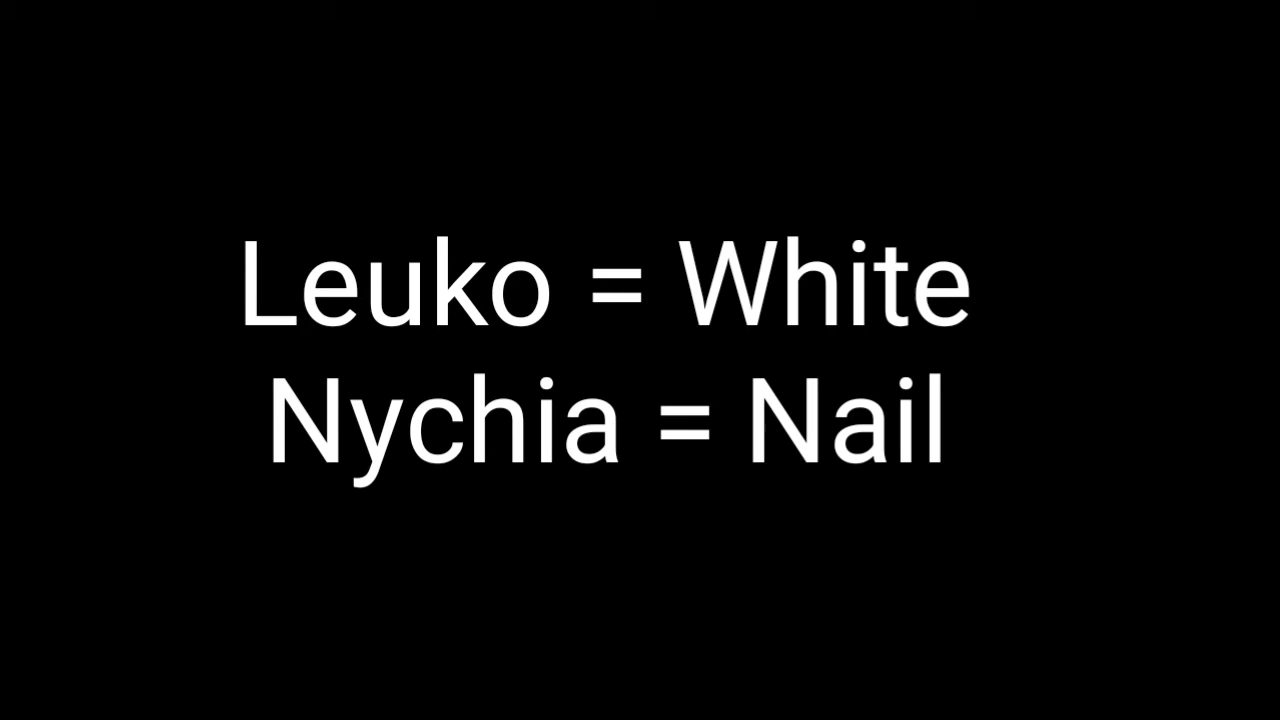 Leuko = White
Nychia = Nail